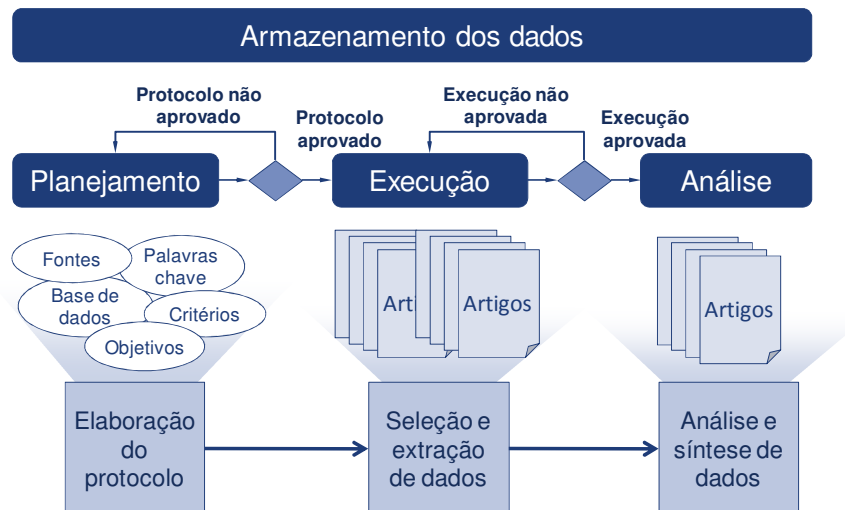 Armazenamento dos dados
Protocolo não
aprovado
Protocolo
aprovado
Execução não
aprovada
Execução
aprovada
Planejamento
Execução
Análise
Fontes
Palavras
chave
Base de
dados
Critérios
Objetivos
Arti
Artigos
Artigos
Elaboração
do
protocolo
Seleção e
extração
de dados
Análise e
síntese de
dados